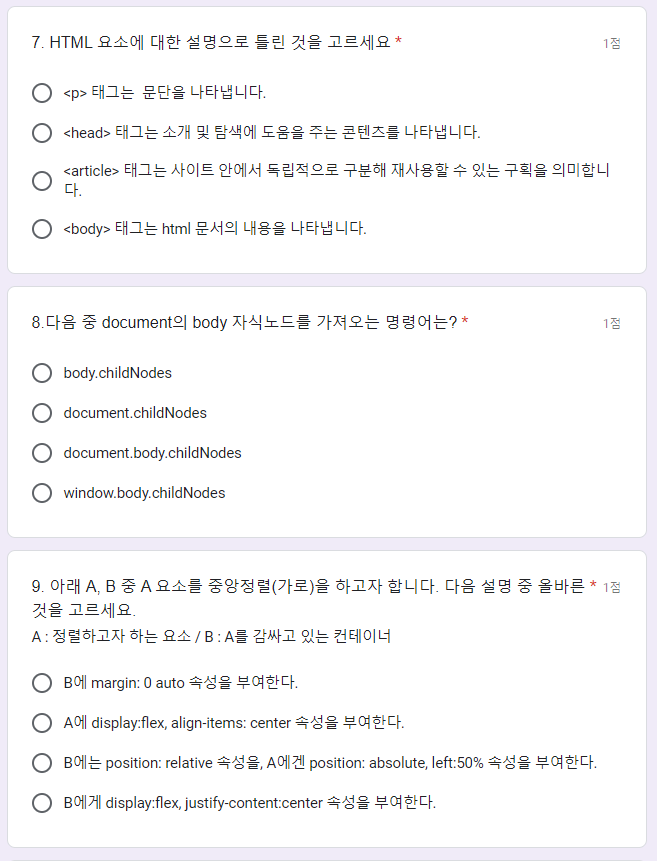 7. HTML 요소에 대한 설명으로 틀린 것을 고르세요 *
1점
<p> 태그는 문단을 나타냅니다.
<head> 태그는 소개 및 탐색에 도움을 주는 콘텐츠를 나타냅니다.
<article> 태그는 사이트 안에서 독립적으로 구분해 재사용할 수 있는 구획을 의미합니
다.
<body> 태그는 html 문서의 내용을 나타냅니다.
8.다음 중 document의 body 자식노드를 가져오는 명령어는? *
1점
body.childNodes
document.childNodes
document.body.childNodes
window.body.childNodes
9. 아래 A, B 중 A 요소를 중앙정렬(가로)을 하고자 합니다. 다음 설명 중 올바른 * 1점
것을 고르세요.
A : 정렬하고자 하는 요소 / B : A를 감싸고 있는 컨테이너
B에 margin: 0 auto 속성을 부여한다.
A에 display:flex, align-items: center 속성을 부여한다.
B에는 position: relative 속성을, A에겐 position: absolute, left:50% 속성을 부여한다.
B에게 display:flex, justify-content:center 속성을 부여한다.